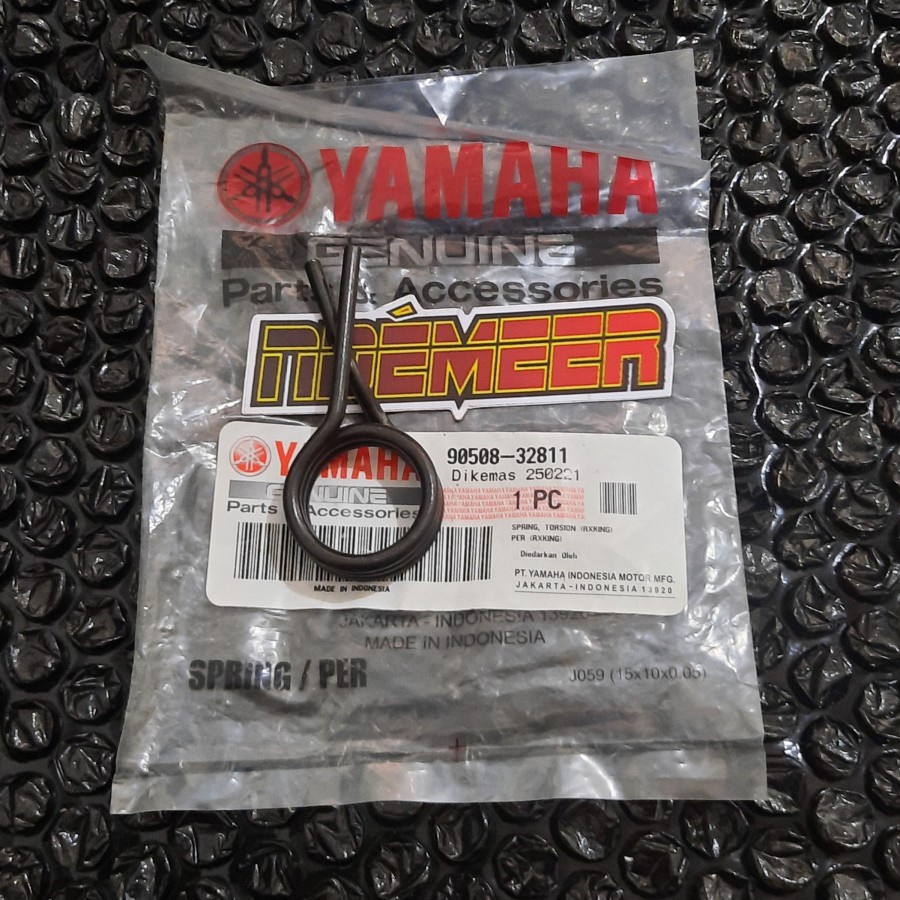 YAMAHA
GENUINE
Parts & Accessories
NDÉMEER
YAMAHA
GENUINE
Parts & Accessories
MADE IN INDONESIA
90508-32811
Dikemas 250221
1 PC
SPRING, TORSION (RXKING)
PER (RXKING)
Diedarkan Oleh
PT. YAMAHA INDONESIA MOTOR MFG.
JAKARTA-INDONESIA 13920
JAKARTA - INDONESIA 13920
MADE IN INDONESIA
SPRING / PER
J059 (15x10x0.05)